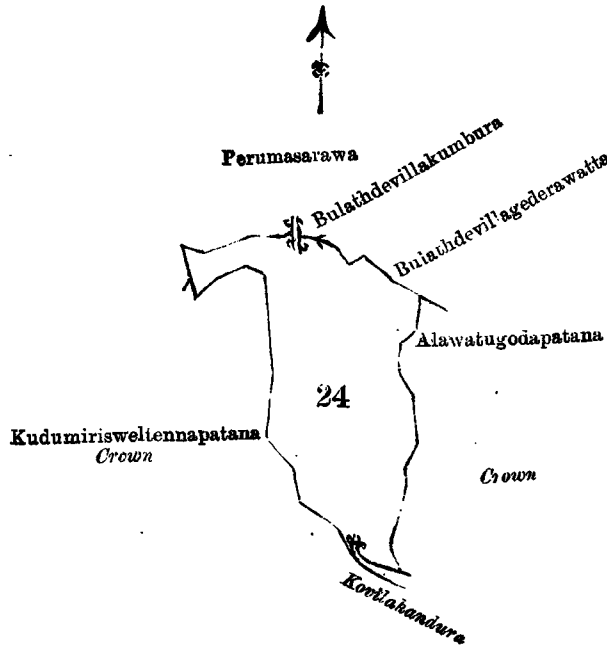 Perumasarawa
Bulathdevillakumbura
Bulathdevillagederawatta
Alawatugodapatana
24
Kudumirisweltennapatana
Crown
Crown
Kovilakandura